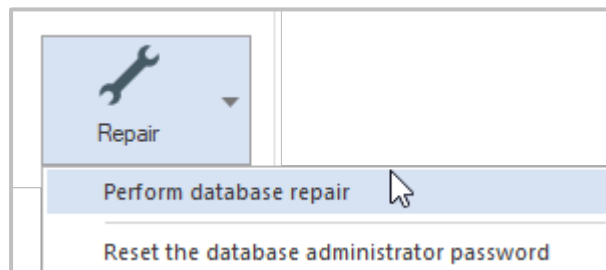 Repair
Perform database repair
Reset the database administrator password